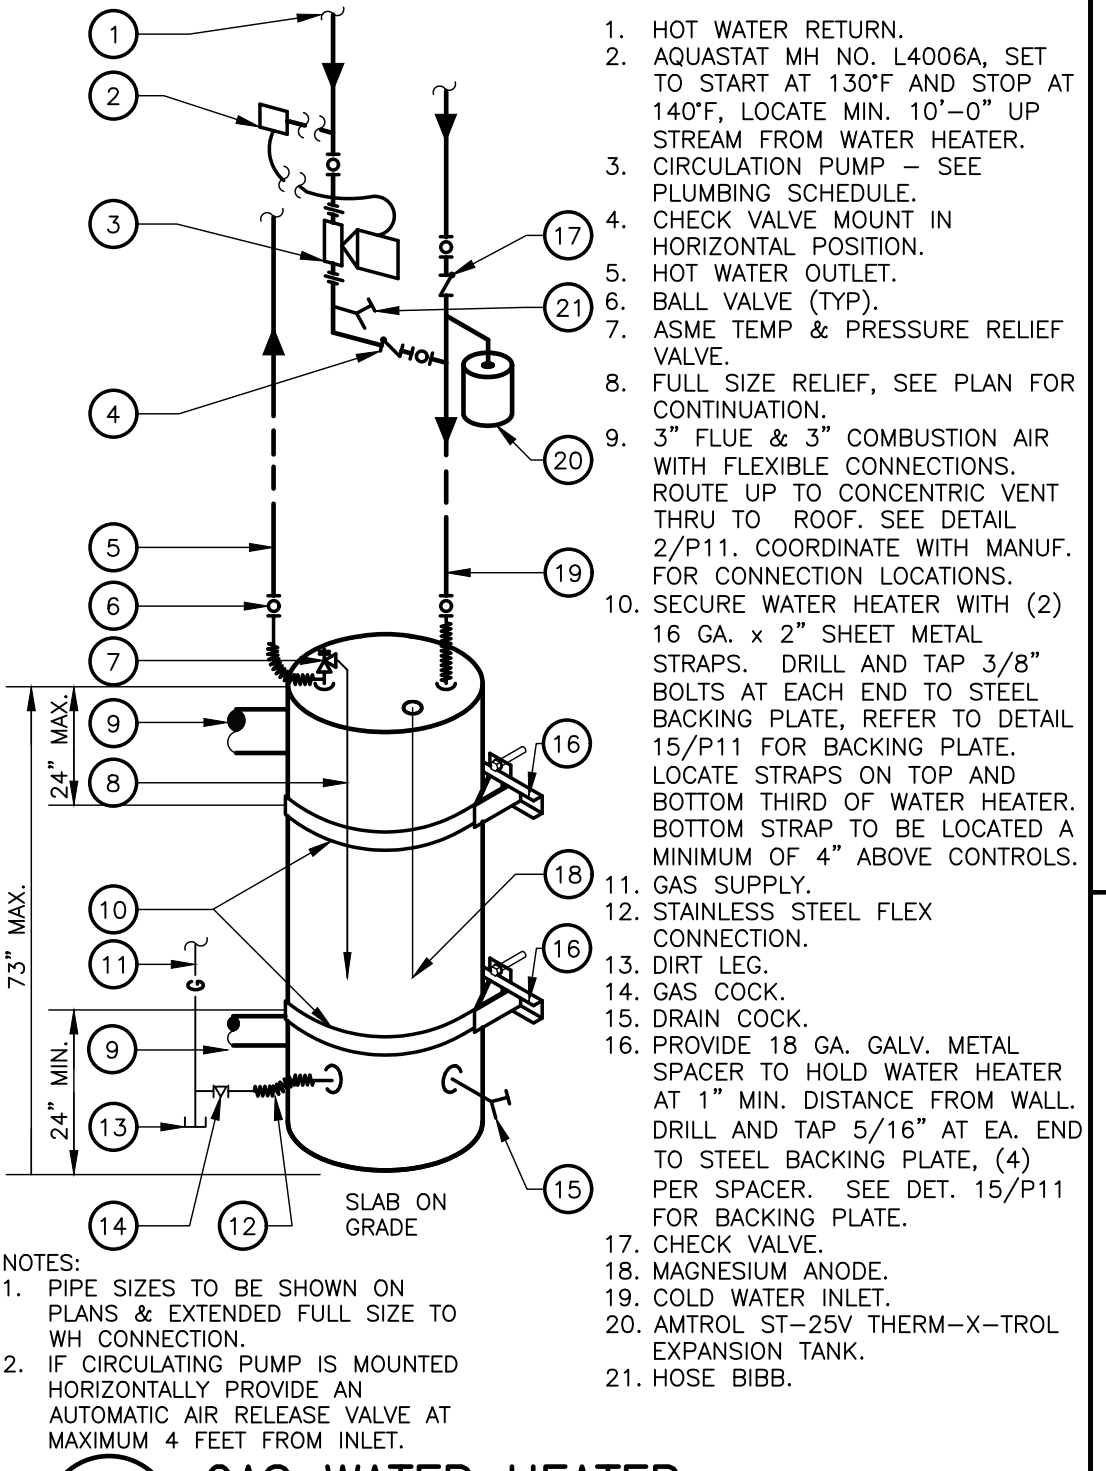 1. HOT WATER RETURN.
2. AQUASTAT MH NO. L4006A, SET
TO START AT 130°F AND STOP AT
140°F, LOCATE MIN. 10'-0" UP
STREAM FROM WATER HEATER.
3. CIRCULATION PUMP – SEE
PLUMBING SCHEDULE.
4. CHECK VALVE MOUNT IN
HORIZONTAL POSITION.
5. HOT WATER OUTLET.
6. BALL VALVE (TYP).
7. ASME TEMP & PRESSURE RELIEF
VALVE.
8. FULL SIZE RELIEF, SEE PLAN FOR
CONTINUATION.
9. 3" FLUE & 3" COMBUSTION AIR
WITH FLEXIBLE CONNECTIONS.
ROUTE UP TO CONCENTRIC VENT
THRU TO ROOF. SEE DETAIL
2/P11. COORDINATE WITH MANUF.
FOR CONNECTION LOCATIONS.
10. SECURE WATER HEATER WITH (2)
16 GA. x 2" SHEET METAL
STRAPS. DRILL AND TAP 3/8"
BOLTS AT EACH END TO STEEL
BACKING PLATE, REFER TO DETAIL
15/P11 FOR BACKING PLATE.
LOCATE STRAPS ON TOP AND
BOTTOM THIRD OF WATER HEATER.
BOTTOM STRAP TO BE LOCATED A
MINIMUM OF 4" ABOVE CONTROLS.
11. GAS SUPPLY.
12. STAINLESS STEEL FLEX
CONNECTION.
13. DIRT LEG.
14. GAS COCK.
15. DRAIN COCK.
16. PROVIDE 18 GA. GALV. METAL
SPACER TO HOLD WATER HEATER
AT 1" MIN. DISTANCE FROM WALL.
DRILL AND TAP 5/16" AT EA. END
TO STEEL BACKING PLATE, (4)
PER SPACER. SEE DET. 15/P11
FOR BACKING PLATE.
17. CHECK VALVE.
18. MAGNESIUM ANODE.
19. COLD WATER INLET.
20. AMTROL ST-25V THERM-X-TROL
EXPANSION TANK.
21. HOSE BIBB.
1
2
3
17
21
4
20
5
19
6
7
9
16
8
18
10
11
16
9
13
14
12
15
24" MAX.
73" MAX.
24" MIN.
G
SLAB ON
GRADE
NOTES:
1. PIPE SIZES TO BE SHOWN ON
PLANS & EXTENDED FULL SIZE TO
WH CONNECTION.
2. IF CIRCULATING PUMP IS MOUNTED
HORIZONTALLY PROVIDE AN
AUTOMATIC AIR RELEASE VALVE AT
MAXIMUM 4 FEET FROM INLET.
GAS WATER HEATER